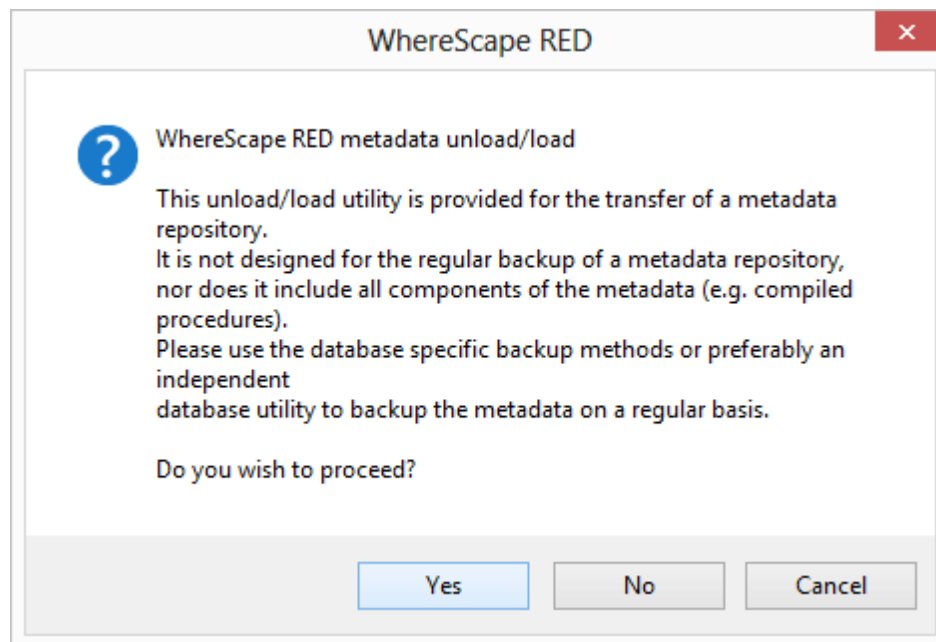 WhereScape RED
WhereScape RED metadata unload/load
This unload/load utility is provided for the transfer of a metadata
repository.
It is not designed for the regular backup of a metadata repository,
nor does it include all components of the metadata (e.g. compiled
procedures).
Please use the database specific backup methods or preferably an
independent
database utility to backup the metadata on a regular basis.
Do you wish to proceed?
Yes No Cancel